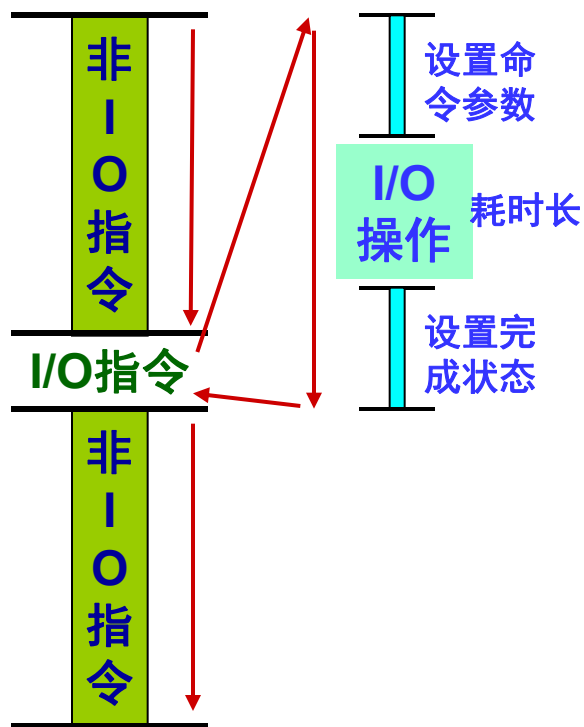 非
I
O
指
令
I/O指令
非
I
O
指
令
设置命
令参数
I/O
操作
耗时长
设置完
成状态